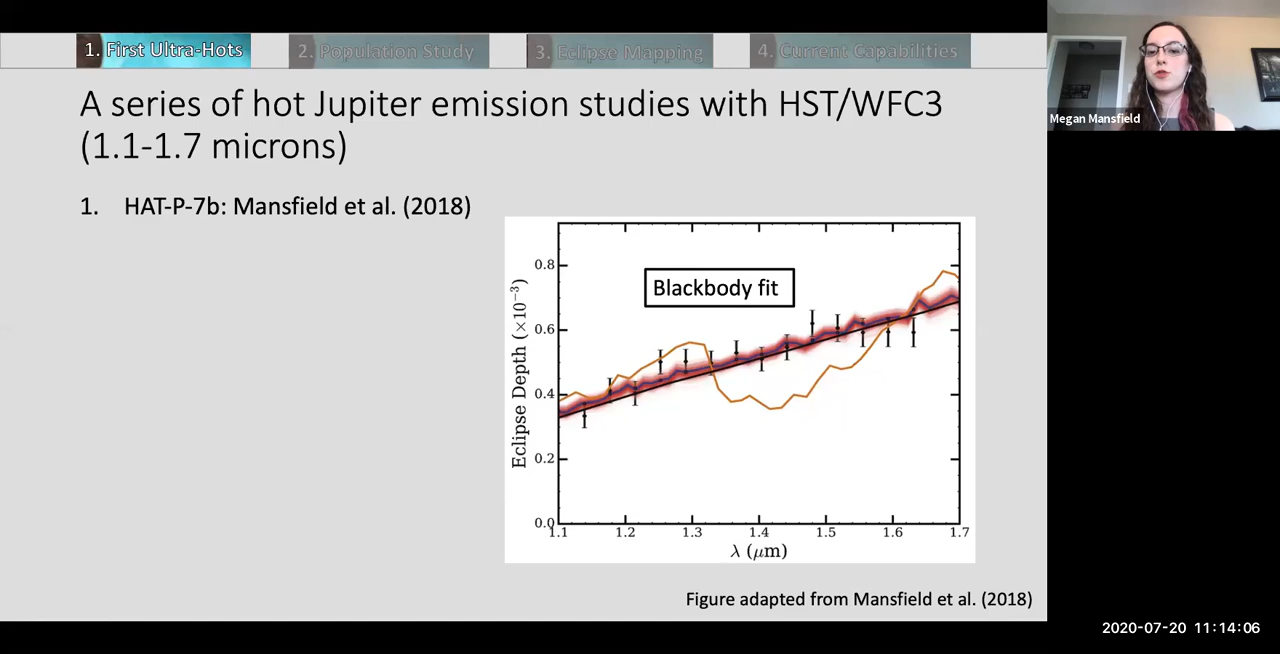 1. First Ultra-Hots
2. Population Study
3. Eclipse Mapping
4. Current Capabilities
Megan Mansfield
A series of hot Jupiter emission studies with HST/WFC3
(1.1-1.7 microns)
1. HAT-P-7b: Mansfield et al. (2018)
Blackbody fit
Eclipse Depth (×10⁻³)
0.8
0.6
0.4
0.2
0.0
1.1 1.2 1.3 1.4 1.5 1.6 1.7
λ (μm)
Figure adapted from Mansfield et al. (2018)
2020-07-20 11:14:06